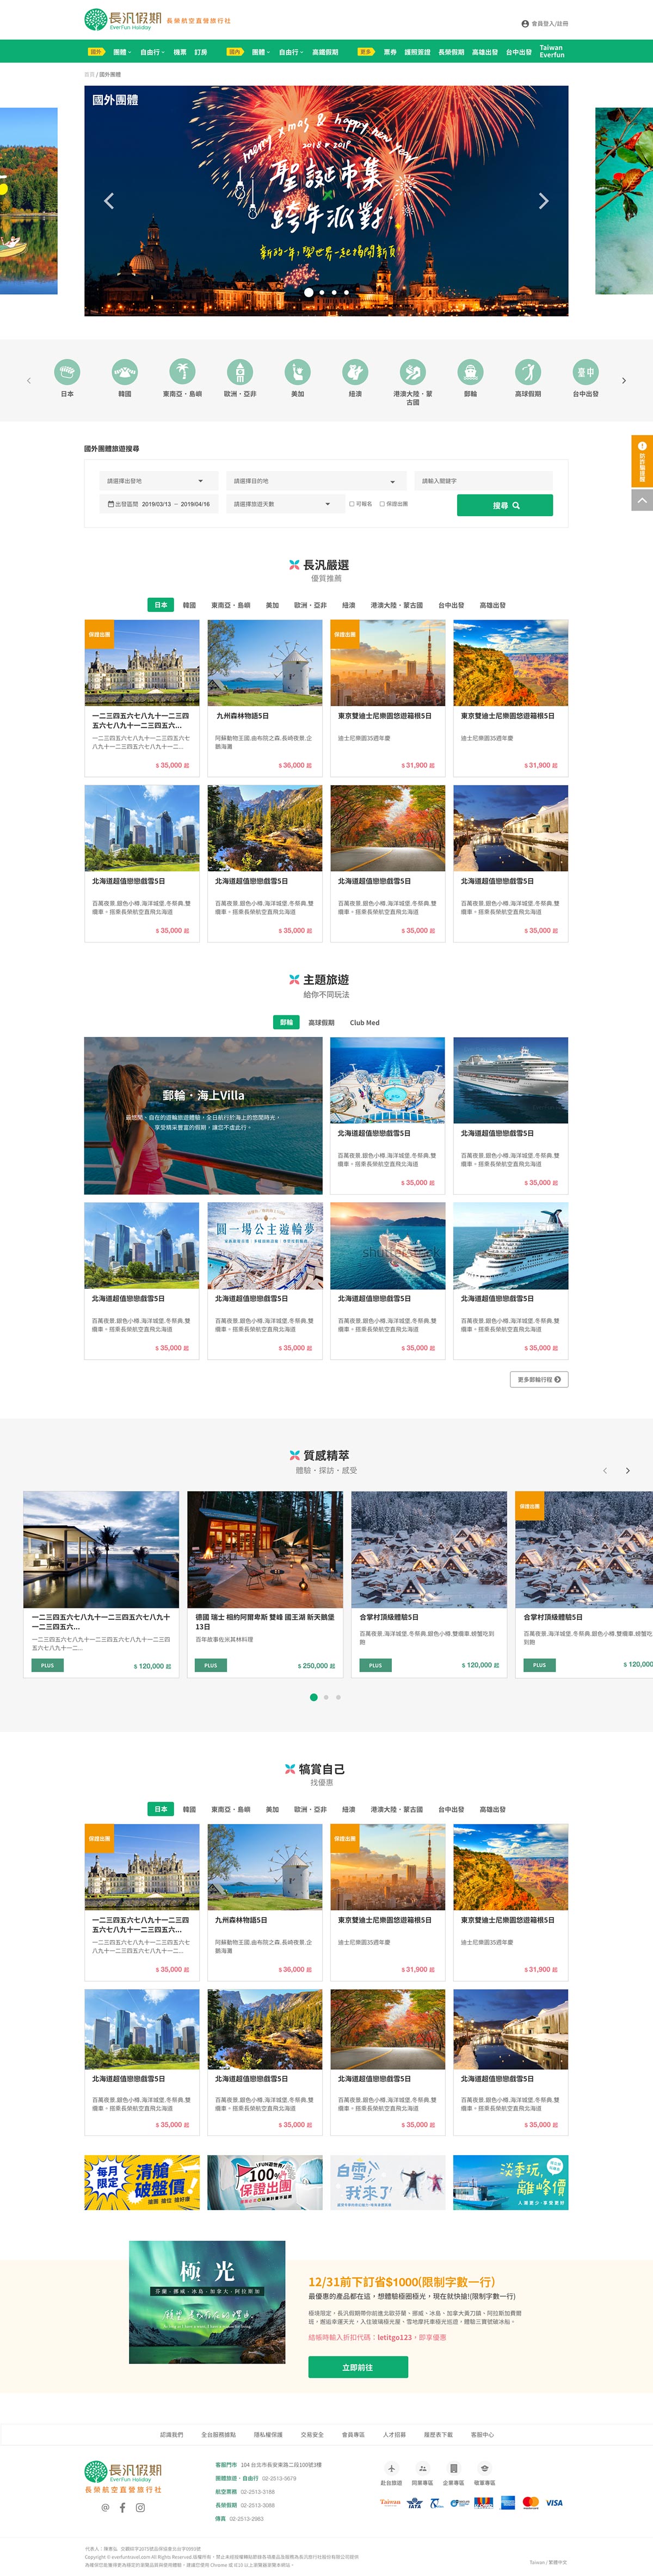 長汎假期
EverFun Holiday
長榮航空直營旅行社
會員登入/註冊
國外 團體 自由行 機票 訂房 國內 團體 自由行 高鐵假期 更多 票券 護照簽證 長榮假期 高雄出發 台中出發 Taiwan Everfun
首頁 / 國外團體
國外團體
merry xmas & happy new year
2018 2019
聖誕市集
跨年派對
新的一年,與世界一起揭開新頁
日本 韓國 東南亞・島嶼 歐洲・亞非 美加 紐澳 港澳大陸・蒙古國 郵輪 高球假期 台中出發
國外團體旅遊搜尋
請選擇出發地 請選擇目的地 請輸入關鍵字
出發區間 2019/03/13 ~ 2019/04/16 請選擇旅遊天數 可報名 保證出團 搜尋
長汎嚴選
優質推薦
日本 韓國 東南亞・島嶼 美加 歐洲・亞非 紐澳 港澳大陸・蒙古國 台中出發 高雄出發
保證出團
保證出團
一二三四五六七八九十一二三四五六七八九十一二三四五六...
一二三四五六七八九十一二三四五六七八九十一二三四五六七八九十一二...
$ 35,000 起
九州森林物語5日
阿蘇動物王國.由布院之森.長崎夜景.企鵝海灘
$ 36,000 起
東京雙迪士尼樂園悠遊箱根5日
迪士尼樂園35週年慶
$ 31,900 起
東京雙迪士尼樂園悠遊箱根5日
迪士尼樂園35週年慶
$ 31,900 起
北海道超值戀戀戲雪5日
百萬夜景.銀色小樽.海洋城堡.冬祭典.雙纜車・搭乘長榮航空直飛北海道
$ 35,000 起
北海道超值戀戀戲雪5日
百萬夜景.銀色小樽.海洋城堡.冬祭典.雙纜車・搭乘長榮航空直飛北海道
$ 35,000 起
北海道超值戀戀戲雪5日
百萬夜景.銀色小樽.海洋城堡.冬祭典.雙纜車・搭乘長榮航空直飛北海道
$ 35,000 起
北海道超值戀戀戲雪5日
百萬夜景.銀色小樽.海洋城堡.冬祭典.雙纜車・搭乘長榮航空直飛北海道
$ 35,000 起
主題旅遊
給你不同玩法
郵輪 高球假期 Club Med
郵輪・海上Villa
最悠閒、自在的遊輪旅遊體驗，全日航行於海上的悠閒時光，
享受精采豐富的假期，讓您不虛此行。
北海道超值戀戀戲雪5日
百萬夜景.銀色小樽.海洋城堡.冬祭典.雙纜車・搭乘長榮航空直飛北海道
$ 35,000 起
北海道超值戀戀戲雪5日
百萬夜景.銀色小樽.海洋城堡.冬祭典.雙纜車・搭乘長榮航空直飛北海道
$ 35,000 起
圓一場公主遊輪夢
shutterstock
北海道超值戀戀戲雪5日
百萬夜景.銀色小樽.海洋城堡.冬祭典.雙纜車・搭乘長榮航空直飛北海道
$ 35,000 起
北海道超值戀戀戲雪5日
百萬夜景.銀色小樽.海洋城堡.冬祭典.雙纜車・搭乘長榮航空直飛北海道
$ 35,000 起
北海道超值戀戀戲雪5日
百萬夜景.銀色小樽.海洋城堡.冬祭典.雙纜車・搭乘長榮航空直飛北海道
$ 35,000 起
北海道超值戀戀戲雪5日
百萬夜景.銀色小樽.海洋城堡.冬祭典.雙纜車・搭乘長榮航空直飛北海道
$ 35,000 起
更多郵輪行程
質感精萃
體驗・探訪・感受
一二三四五六七八九十一二三四五六七八九十一二三四五六...
一二三四五六七八九十一二三四五六七八九十一二三四五六七八九十一二...
PLUS $ 120,000 起
德國 瑞士 相約阿爾卑斯 雙峰 國王湖 新天鵝堡13日
百年故事佐米其林料理
PLUS $ 250,000 起
合掌村頂級體驗5日
百萬夜景.海洋城堡.冬祭典.銀色小樽.雙纜車.螃蟹吃到飽
PLUS $ 120,000 起
保證出團
合掌村頂級體驗5日
百萬夜景.海洋城堡.冬祭典.銀色小樽.雙纜車.螃蟹吃到飽
PLUS $ 120,000
犒賞自己
找優惠
日本 韓國 東南亞・島嶼 美加 歐洲・亞非 紐澳 港澳大陸・蒙古國 台中出發 高雄出發
保證出團
保證出團
一二三四五六七八九十一二三四五六七八九十一二三四五六...
一二三四五六七八九十一二三四五六七八九十一二三四五六七八九十一二...
$ 35,000 起
九州森林物語5日
阿蘇動物王國.由布院之森.長崎夜景.企鵝海灘
$ 36,000 起
東京雙迪士尼樂園悠遊箱根5日
迪士尼樂園35週年慶
$ 31,900 起
東京雙迪士尼樂園悠遊箱根5日
迪士尼樂園35週年慶
$ 31,900 起
北海道超值戀戀戲雪5日
百萬夜景.銀色小樽.海洋城堡.冬祭典.雙纜車・搭乘長榮航空直飛北海道
$ 35,000 起
北海道超值戀戀戲雪5日
百萬夜景.銀色小樽.海洋城堡.冬祭典.雙纜車・搭乘長榮航空直飛北海道
$ 35,000 起
北海道超值戀戀戲雪5日
百萬夜景.銀色小樽.海洋城堡.冬祭典.雙纜車・搭乘長榮航空直飛北海道
$ 35,000 起
北海道超值戀戀戲雪5日
百萬夜景.銀色小樽.海洋城堡.冬祭典.雙纜車・搭乘長榮航空直飛北海道
$ 35,000 起
每月限定 清艙破盤價!
FUN遊世界!
100%
保證出團
白雪
我來了
淡季玩,
離峰價
人潮更少・享受更好
極光
芬蘭・挪威・冰島・加拿大・阿拉斯加
12/31前下訂省$1000(限制字數一行)
最優惠的產品都在這，想體驗極圈極光，現在就快搶!(限制字數一行)
結帳時輸入折扣代碼：letitgo123，即享優惠
立即前往
認識我們 全台服務據點 隱私權保護 交易安全 會員專區 人才招募 履歷表下載 客服中心
長汎假期
EverFun Holiday
長榮航空直營旅行社
客服門市 104 台北市長安東路二段100號3樓
團體旅遊・自由行 02-2513-9679
航空票務 02-2513-3188
長榮假期 02-2513-3088
傳真 02-2513-2983
赴台旅遊 同業專區 企業專區 敬業專區
Taiwan IATA VISA
Taiwan / 繁體中文